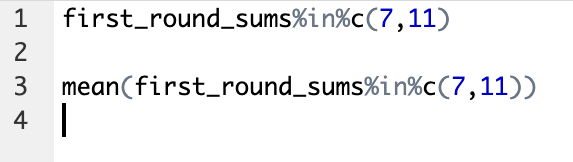 1 first_round_sums%in%c(7,11)
2
3 mean(first_round_sums%in%c(7,11))
4